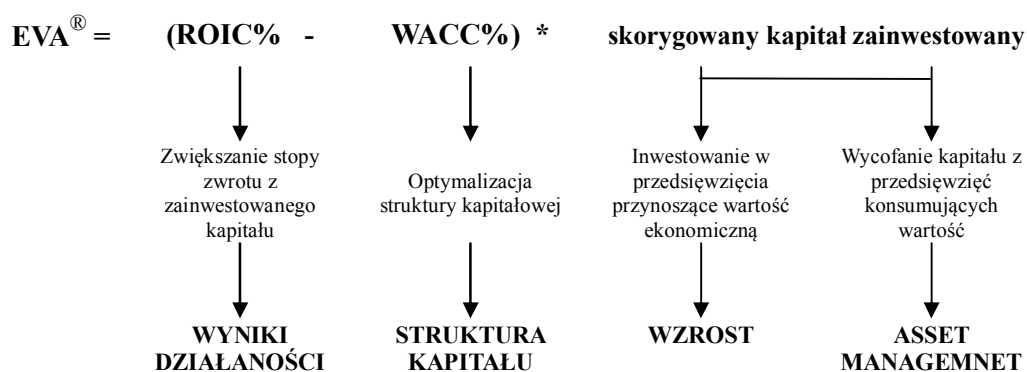 EVA® = (ROIC% - WACC%) * skorygowany kapitał zainwestowany
Zwiększanie stopy
zwrotu z
zainwestowanego
kapitału
Optymalizacja
struktury kapitałowej
Inwestowanie w
przedsięwzięcia
przynoszące wartość
ekonomiczną
Wycofanie kapitału z
przedsięwzięć
konsumujących
wartość
WYNIKI
DZIAŁANOŚCI
STRUKTURA
KAPITAŁU
WZROST
ASSET
MANAGEMNET